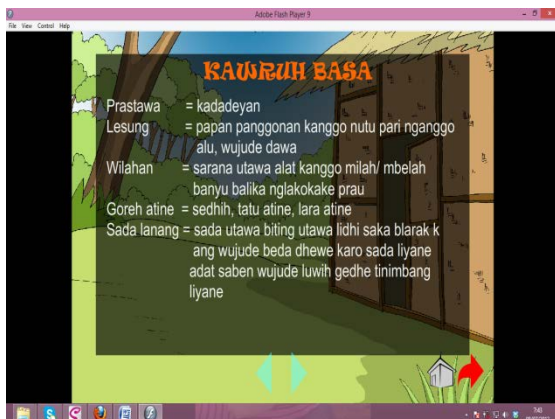 Adobe Flash Player 9
File View Control Help
KAWRUH BASA
Prastawa = kadadeyan
Lesung = papan panggonan kanggo nutu pari nganggo
alu, wujude dawa
Wilahan = sarana utawa alat kanggo milah/ mbelah
banyu balika nglakokake prau
Goreh atine = sedhih, tatu atine, lara atine
Sada lanang = sada utawa biting utawa lidhi saka blarak k
ang wujude beda dhewe karo sada liyane
adat saben wujude luwih gedhe tinimbang
liyane